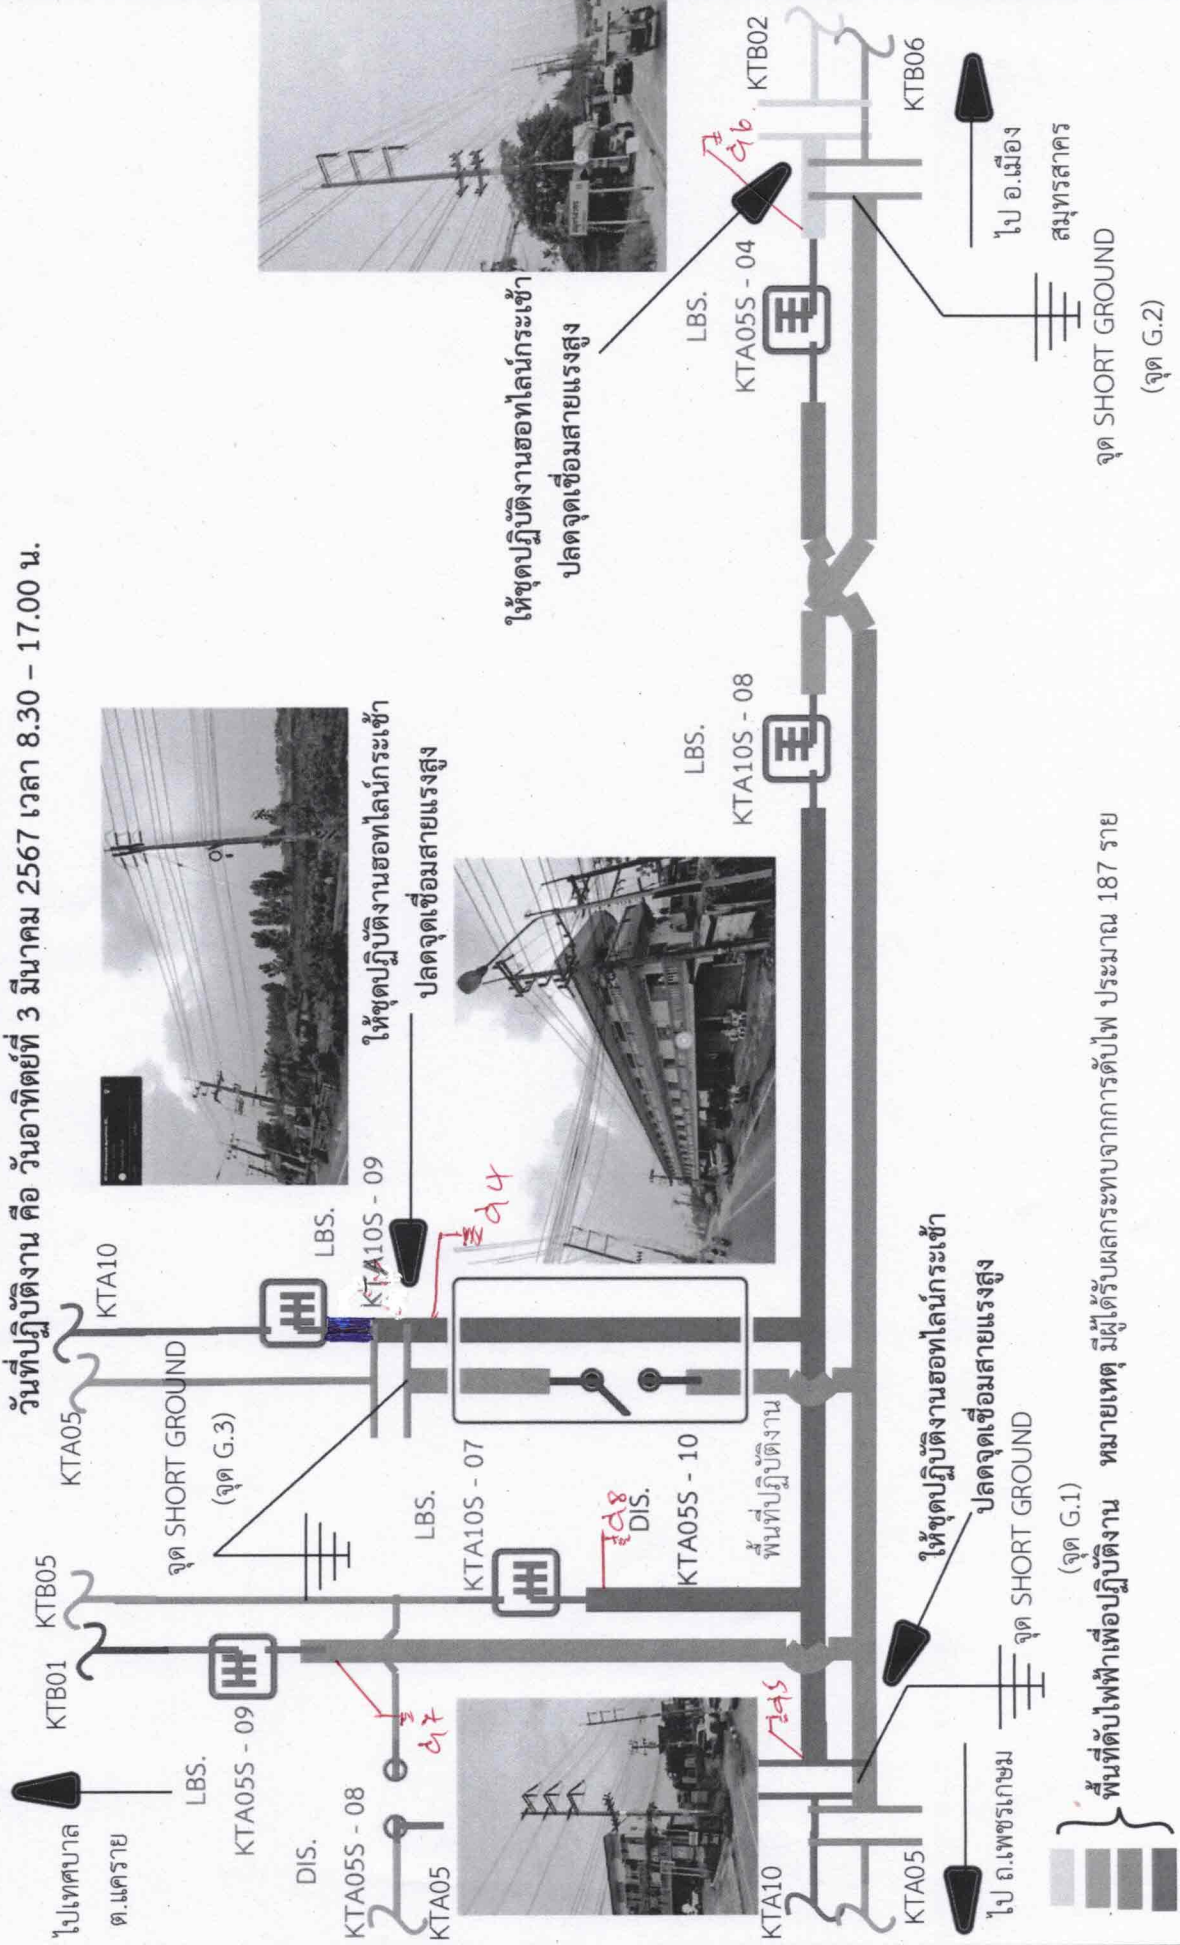 วันที่ปฏิบัติงาน คือ วันอาทิตย์ที่ 3 มีนาคม 2567 เวลา 8.30 – 17.00 น.
ไปเทศบาล
ต.แคราย
KTB01
KTB05
KTA05
KTA10
จุด SHORT GROUND
(จุด G.3)
LBS.
KTA05S - 09
LBS.
KTA10S - 09
ให้ชุดปฏิบัติงานฮอทไลน์กระเช้า
ปลดจุดเชื่อมสายแรงสูง
DIS.
KTA05S - 08
KTA05
LBS.
KTA10S - 07
DIS.
KTA05S - 10
พื้นที่ปฏิบัติงาน
ให้ชุดปฏิบัติงานฮอทไลน์กระเช้า
ปลดจุดเชื่อมสายแรงสูง
LBS.
KTA10S - 08
LBS.
KTA05S - 04
KTB02
KTB06
KTA10
KTA05
ไป ถ.เพชรเกษม
ให้ชุดปฏิบัติงานฮอทไลน์กระเช้า
ปลดจุดเชื่อมสายแรงสูง
จุด SHORT GROUND
(จุด G.1)
ไป อ.เมือง
สมุทรสาคร
จุด SHORT GROUND
(จุด G.2)
พื้นที่ดับไฟฟ้าเพื่อปฏิบัติงาน หมายเหตุ มีผู้ได้รับผลกระทบจากการดับไฟ ประมาณ 187 ราย